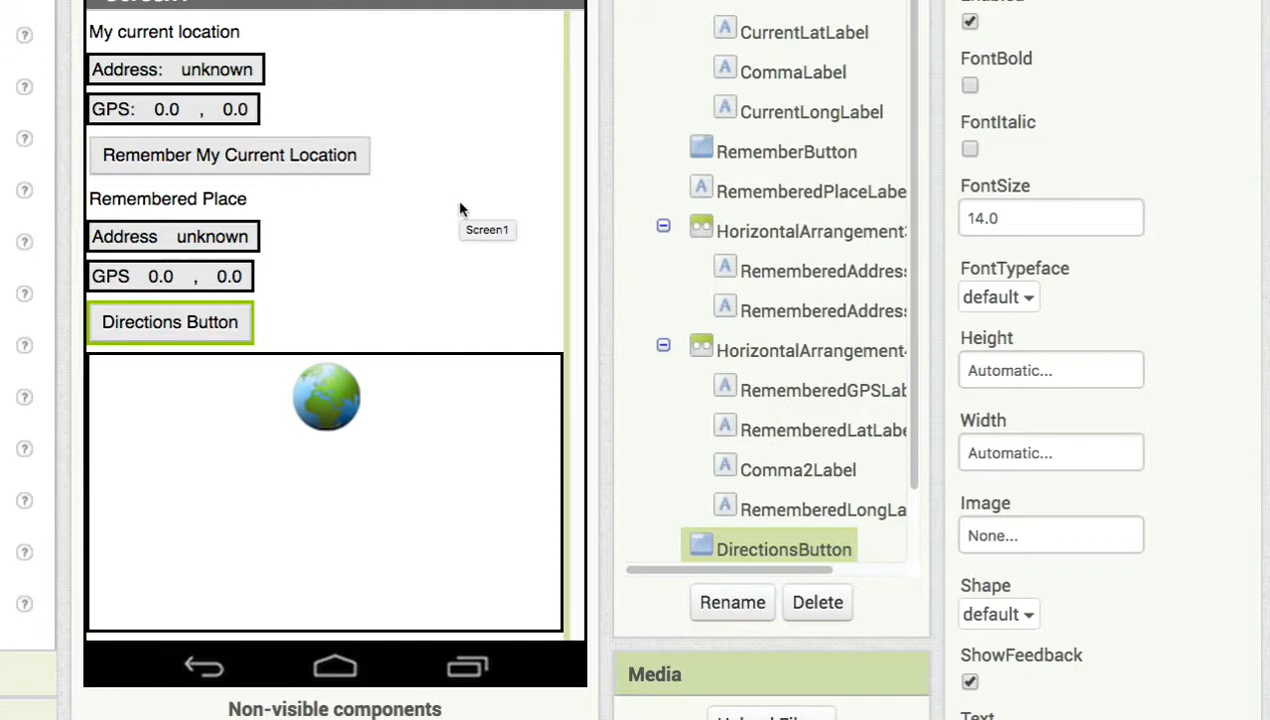 My current location
Address: unknown
GPS: 0.0 , 0.0
Remember My Current Location
Remembered Place
Address unknown
GPS 0.0 , 0.0
Directions Button
Screen1
Non-visible components
CurrentLatLabel
CommaLabel
CurrentLongLabel
RememberButton
RememberedPlaceLabe
HorizontalArrangement
RememberedAddres
RememberedAddres
HorizontalArrangement
RememberedGPSLab
RememberedLatLabe
Comma2Label
RememberedLongLa
DirectionsButton
Rename Delete
Media
Enabled
FontBold
FontItalic
FontSize
14.0
FontTypeface
default
Height
Automatic...
Width
Automatic...
Image
None...
Shape
default
ShowFeedback
Text